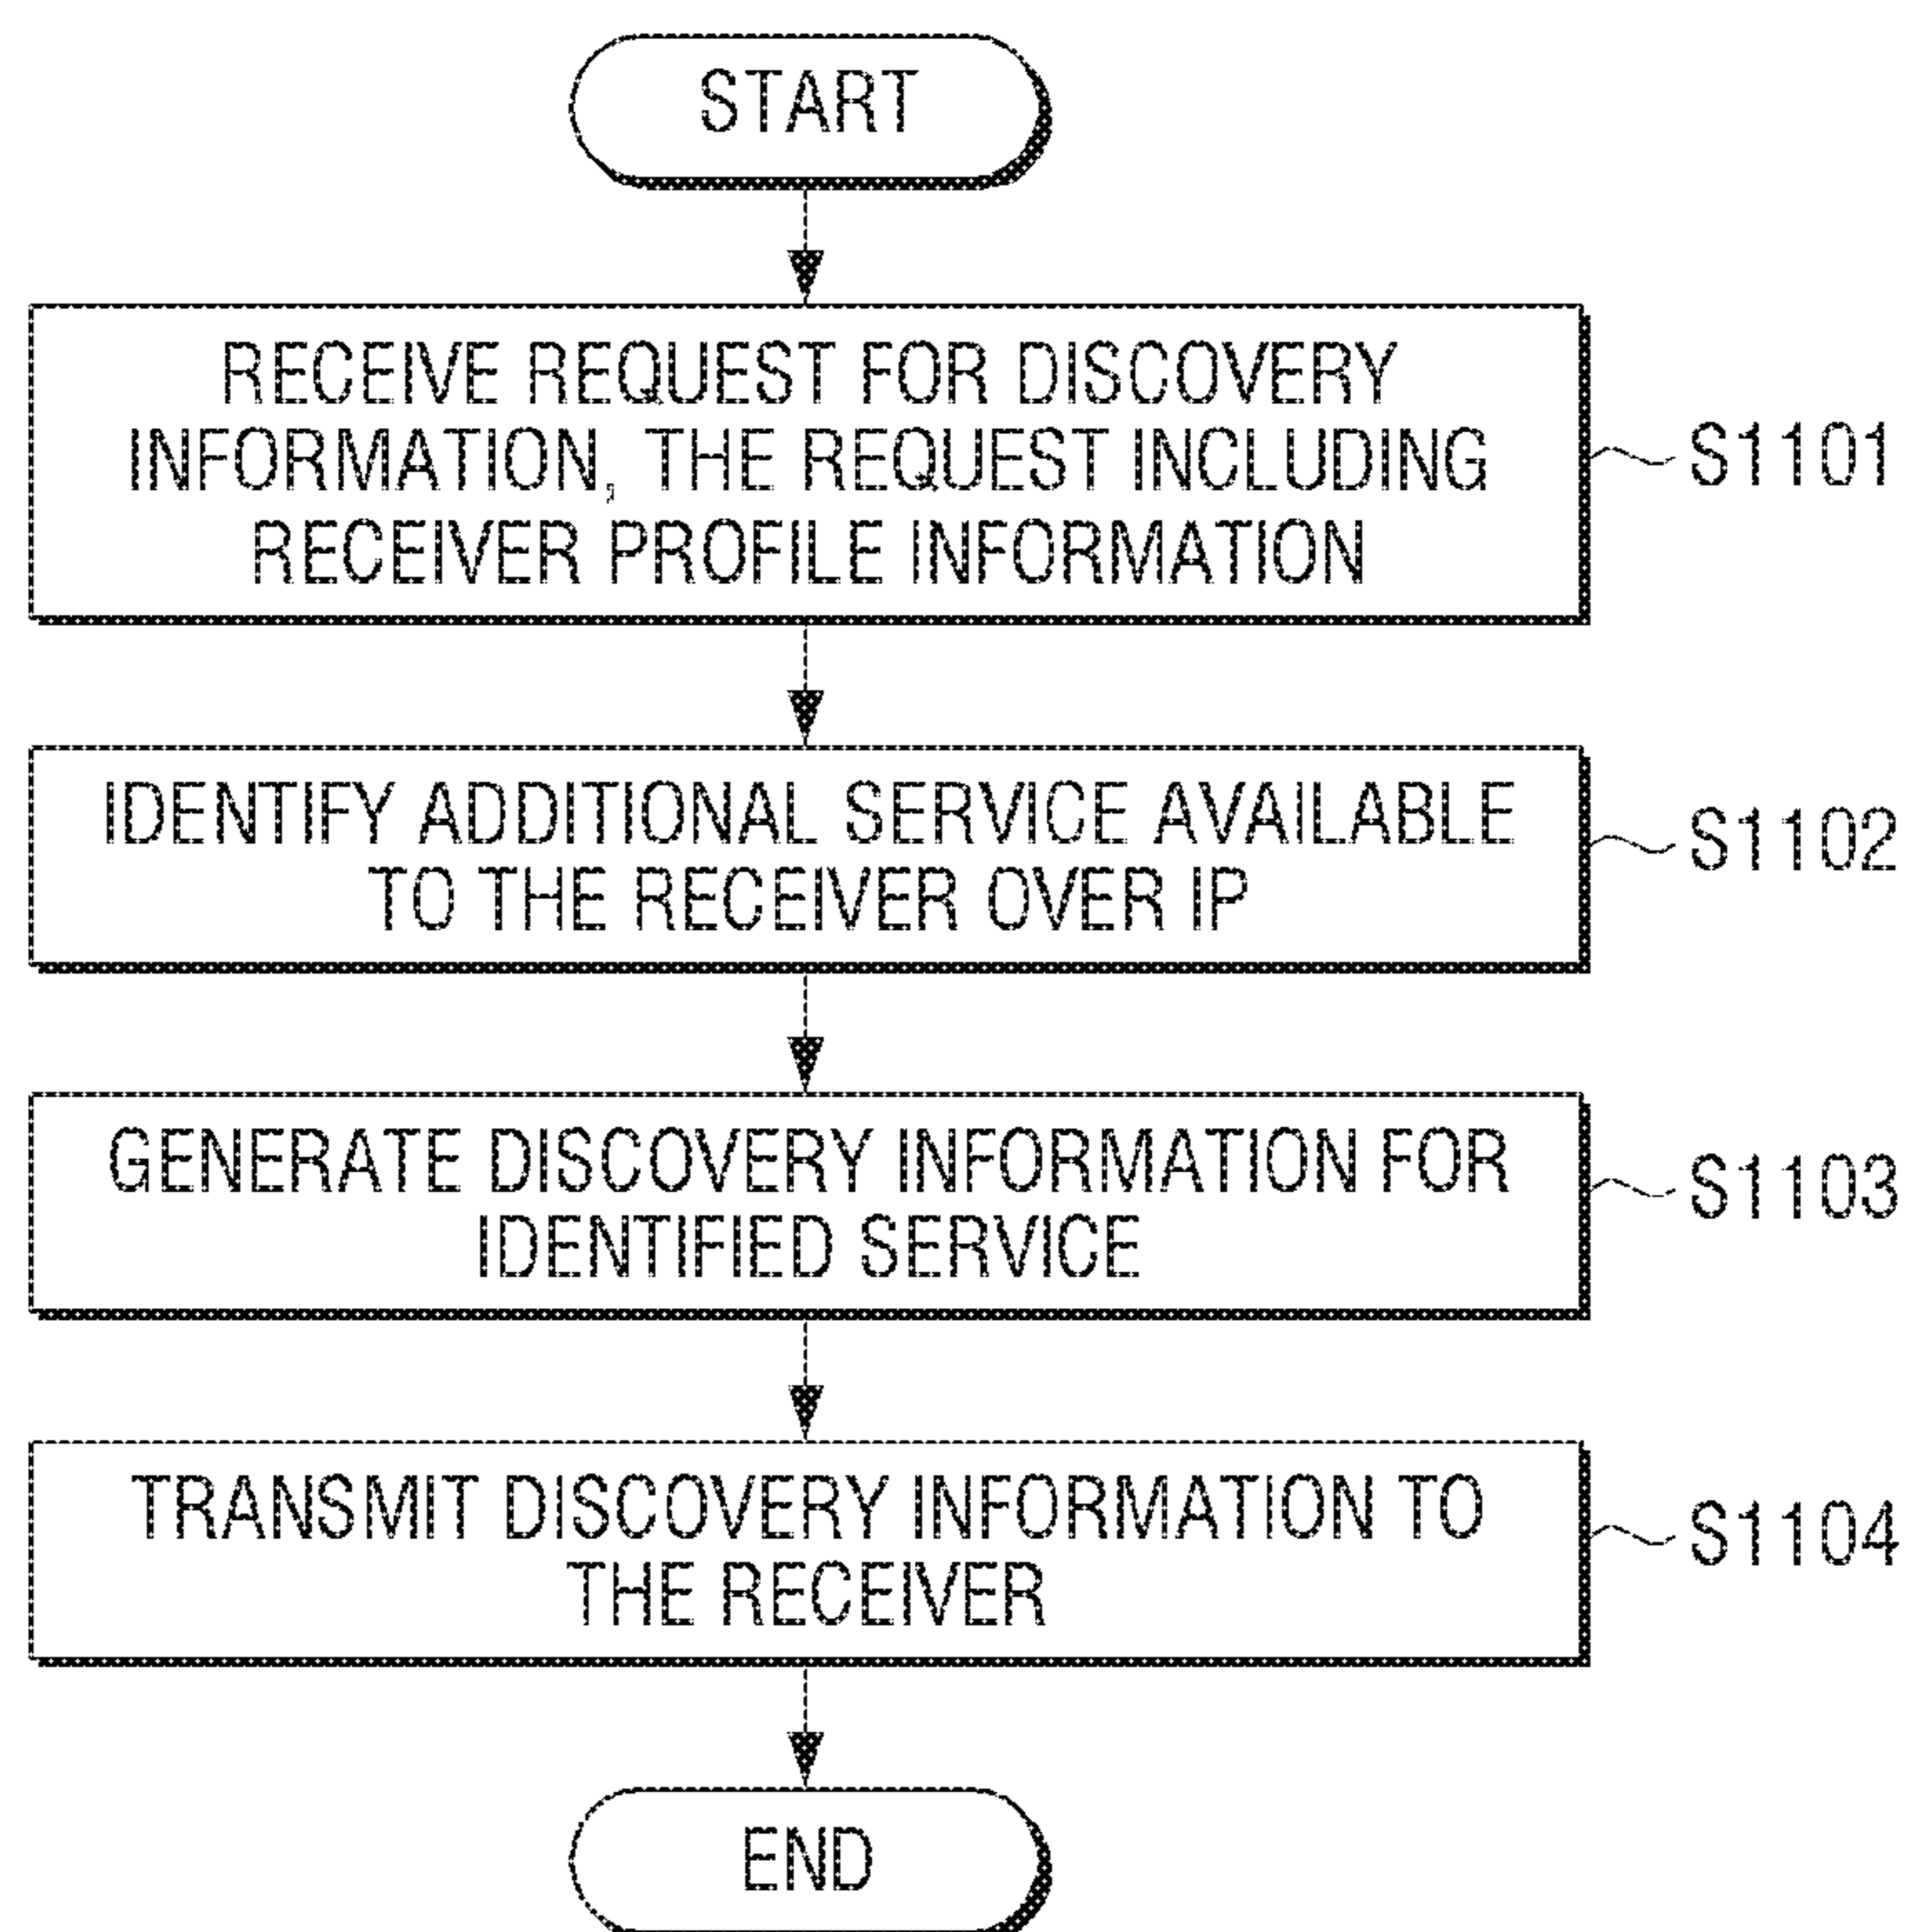 START
RECEIVE REQUEST FOR DISCOVERY
INFORMATION, THE REQUEST INCLUDING
RECEIVER PROFILE INFORMATION
S1101
IDENTIFY ADDITIONAL SERVICE AVAILABLE
TO THE RECEIVER OVER IP
S1102
GENERATE DISCOVERY INFORMATION FOR
IDENTIFIED SERVICE
S1103
TRANSMIT DISCOVERY INFORMATION TO
THE RECEIVER
S1104
END